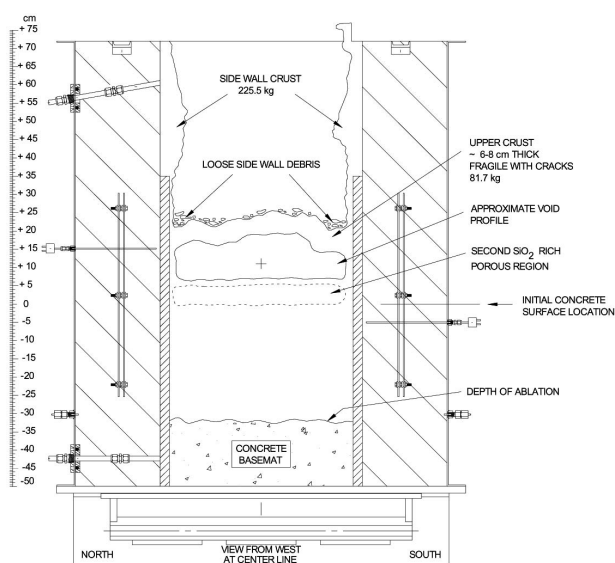 cm
+ 75
+ 70
+ 65
+ 60
+ 55
+ 50
+ 45
+ 40
+ 35
+ 30
+ 25
+ 20
+ 15
+ 10
+ 5
0
-5
-10
-15
-20
-25
-30
-35
-40
-45
-50
SIDE WALL CRUST
225.5 kg
LOOSE SIDE WALL DEBRIS
UPPER CRUST
~ 6-8 cm THICK
FRAGILE WITH CRACKS
81.7 kg
APPROXIMATE VOID
PROFILE
SECOND SiO2 RICH
POROUS REGION
INITIAL CONCRETE
SURFACE LOCATION
DEPTH OF ABLATION
CONCRETE
BASEMAT
NORTH
VIEW FROM WEST
AT CENTER LINE
SOUTH